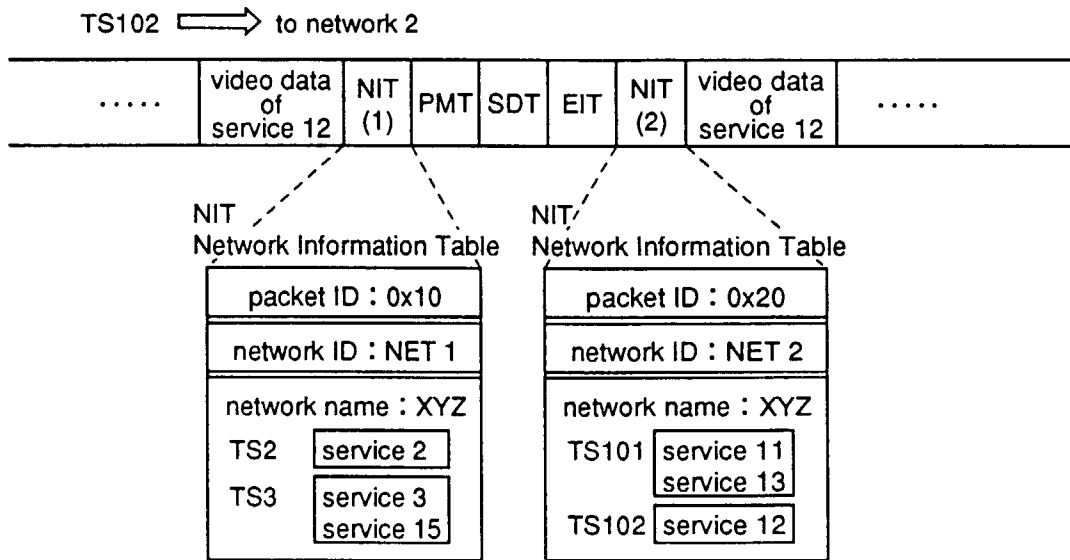 TS102 to network 2
..... video data of service 12 NIT (1) PMT SDT EIT NIT (2) video data of service 12 .....
NIT
Network Information Table
packet ID : 0x10
network ID : NET 1
network name : XYZ
TS2 service 2
TS3 service 3
service 15
NIT
Network Information Table
packet ID : 0x20
network ID : NET 2
network name : XYZ
TS101 service 11
service 13
TS102 service 12